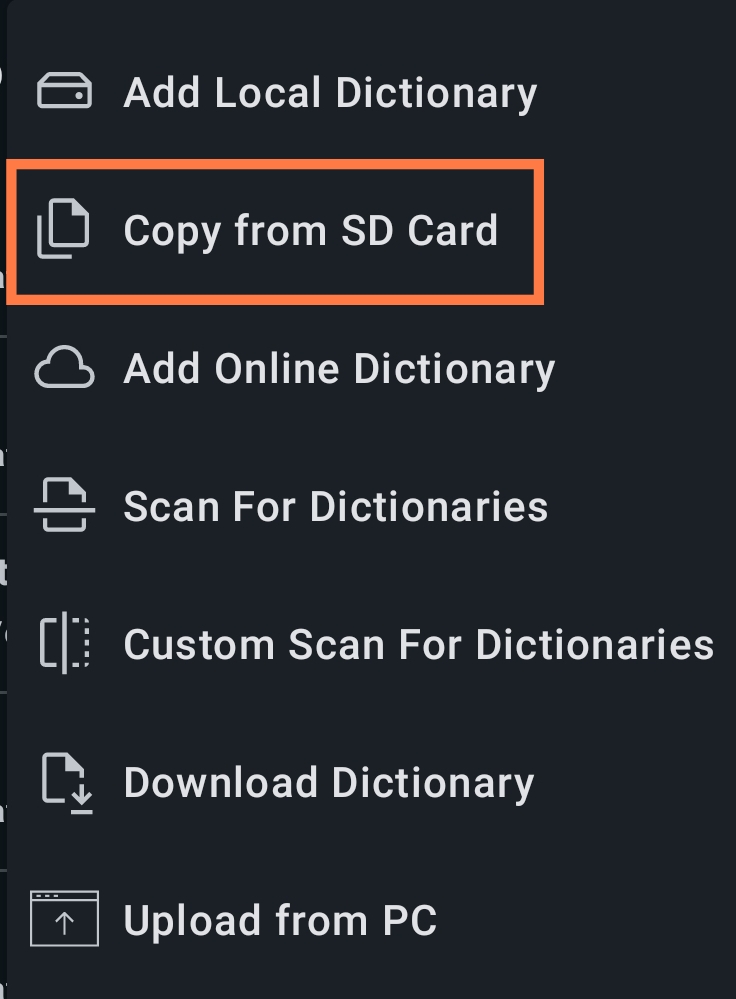 Add Local Dictionary
Copy from SD Card
Add Online Dictionary
Scan For Dictionaries
Custom Scan For Dictionaries
Download Dictionary
Upload from PC